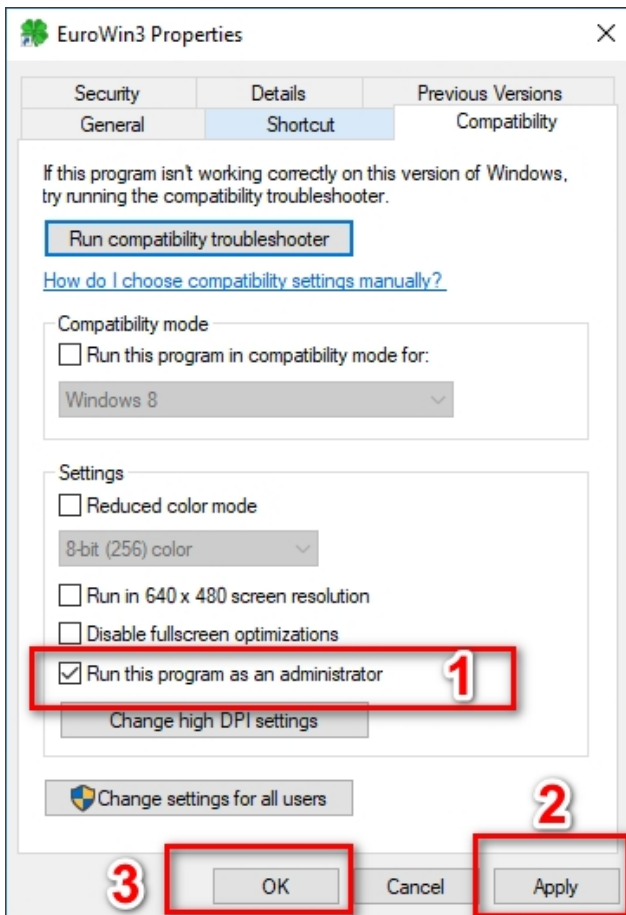 EuroWin3 Properties
Security Details Previous Versions
General Shortcut Compatibility
If this program isn't working correctly on this version of Windows,
try running the compatibility troubleshooter.
Run compatibility troubleshooter
How do I choose compatibility settings manually?
Compatibility mode
Run this program in compatibility mode for:
Windows 8
Settings
Reduced color mode
8-bit (256) color
Run in 640 x 480 screen resolution
Disable fullscreen optimizations
Run this program as an administrator 1
Change high DPI settings
Change settings for all users
2
3 OK Cancel Apply